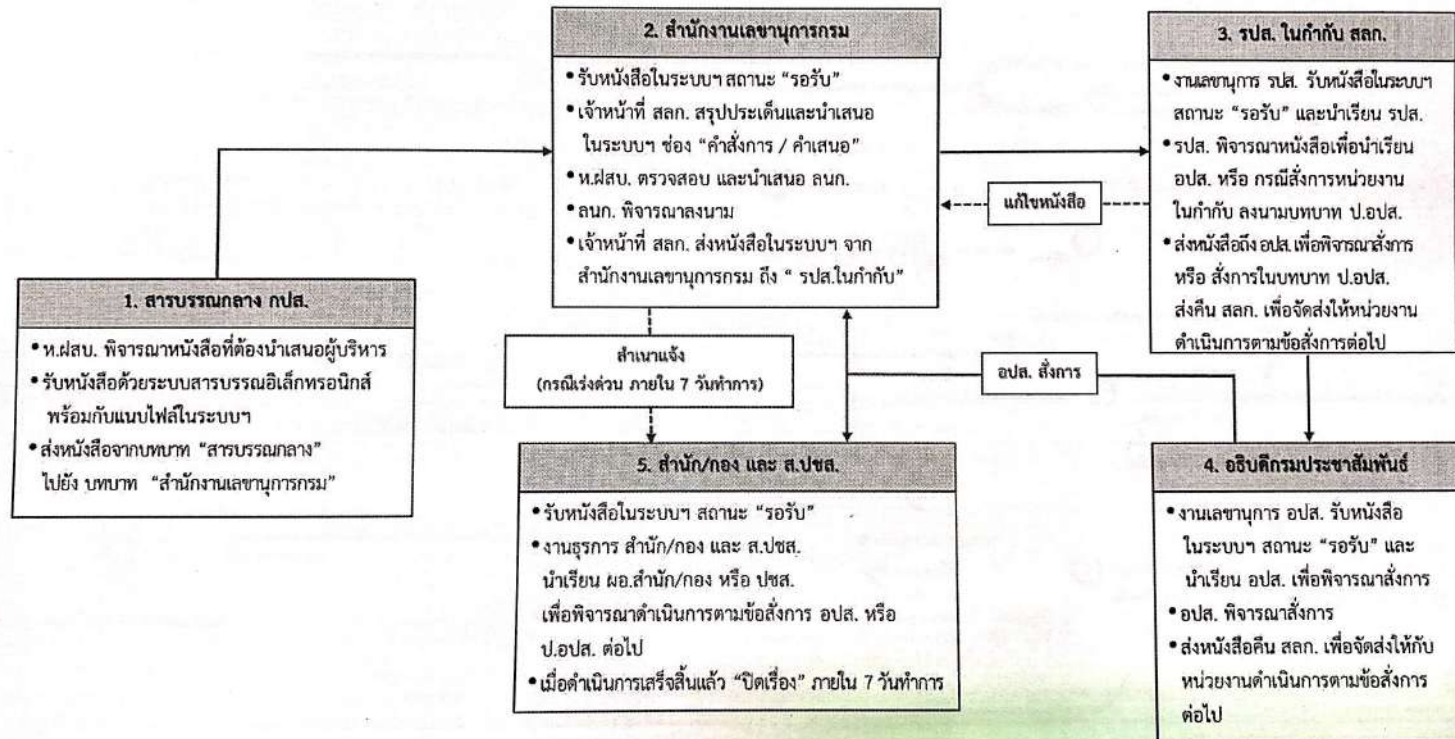 2. สำนักงานเลขานุการกรม
•รับหนังสือในระบบฯ สถานะ “รอรับ”
•เจ้าหน้าที่ สลก. สรุปประเด็นและนำเสนอ
ในระบบฯ ช่อง “คำสั่งการ / คำเสนอ”
•ห.ฝสบ. ตรวจสอบ และนำเสนอ ลนก.
•ลนก. พิจารณาลงนาม
•เจ้าหน้าที่ สลก. ส่งหนังสือในระบบฯ จาก
สำนักงานเลขานุการกรม ถึง “ รปส.ในกำกับ”
3. รปส. ในกำกับ สลก.
•งานเลขานุการ รปส. รับหนังสือในระบบฯ
สถานะ “รอรับ” และนำเรียน รปส.
•รปส. พิจารณาหนังสือเพื่อนำเรียน
อปส. หรือ กรณีสั่งการหน่วยงาน
ในกำกับ ลงนามบทบาท ป.อปส.
•ส่งหนังสือถึง อปส. เพื่อพิจารณาสั่งการ
หรือ สั่งการในบทบาท ป.อปส.
ส่งคืน สลก. เพื่อจัดส่งให้หน่วยงาน
ดำเนินการตามข้อสั่งการต่อไป
แก้ไขหนังสือ
1. สารบรรณกลาง กปส.
•ห.ฝสบ. พิจารณาหนังสือที่ต้องนำเสนอผู้บริหาร
•รับหนังสือด้วยระบบสารบรรณอิเล็กทรอนิกส์
พร้อมกับแนบไฟล์ในระบบฯ
•ส่งหนังสือจากบทบาท “สารบรรณกลาง”
ไปยัง บทบาท “สำนักงานเลขานุการกรม”
สำเนาแจ้ง
(กรณีเร่งด่วน ภายใน 7 วันทำการ)
อปส. สั่งการ
5. สำนัก/กอง และ ส.ปชส.
•รับหนังสือในระบบฯ สถานะ “รอรับ”
•งานธุรการ สำนัก/กอง และ ส.ปชส.
นำเรียน ผอ.สำนัก/กอง หรือ ปชส.
เพื่อพิจารณาดำเนินการตามข้อสั่งการ อปส. หรือ
ป.อปส. ต่อไป
•เมื่อดำเนินการเสร็จสิ้นแล้ว “ปิดเรื่อง” ภายใน 7 วันทำการ
4. อธิบดีกรมประชาสัมพันธ์
•งานเลขานุการ อปส. รับหนังสือ
ในระบบฯ สถานะ “รอรับ” และ
นำเรียน อปส. เพื่อพิจารณาสั่งการ
•อปส. พิจารณาสั่งการ
•ส่งหนังสือคืน สลก. เพื่อจัดส่งให้กับ
หน่วยงานดำเนินการตามข้อสั่งการ
ต่อไป